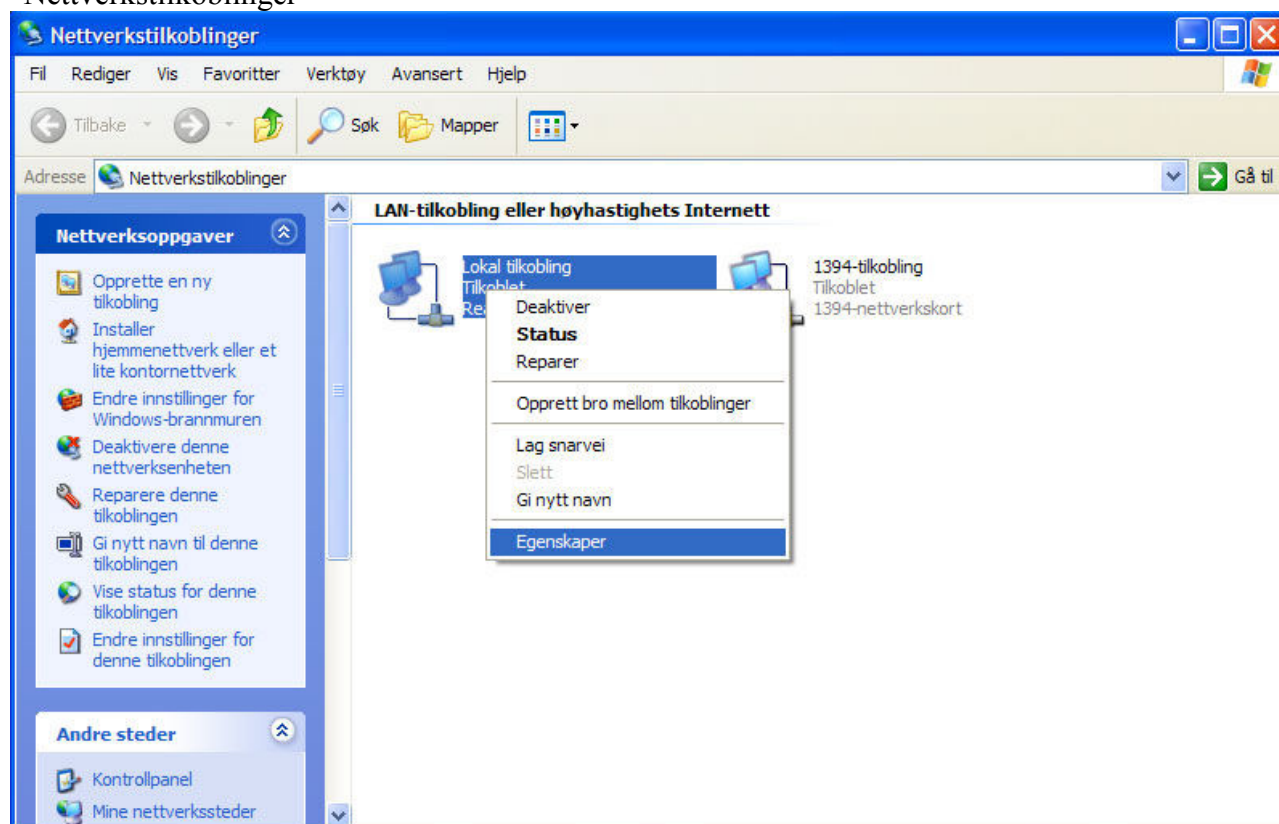 Nettverkstilkoblinger
Nettverkstilkoblinger
Fil Rediger Vis Favoritter Verktøy Avansert Hjelp
Tilbake Søk Mapper
Adresse Nettverkstilkoblinger Gå til
Nettverksoppgaver
Opprette en ny
tilkobling
Installer
hjemmenettverk eller et
lite kontornettverk
Endre innstillinger for
Windows-brannmuren
Deaktivere denne
nettverksenheten
Reparere denne
tilkoblingen
Gi nytt navn til denne
tilkoblingen
Vise status for denne
tilkoblingen
Endre innstillinger for
denne tilkoblingen
Andre steder
Kontrollpanel
Mine nettverkssteder
LAN-tilkobling eller høyhastighets Internett
Lokal tilkobling
Tilkoblet
1394-tilkobling
Tilkoblet
1394-nettverkskort
Deaktiver
Status
Reparer
Opprett bro mellom tilkoblinger
Lag snarvei
Slett
Gi nytt navn
Egenskaper